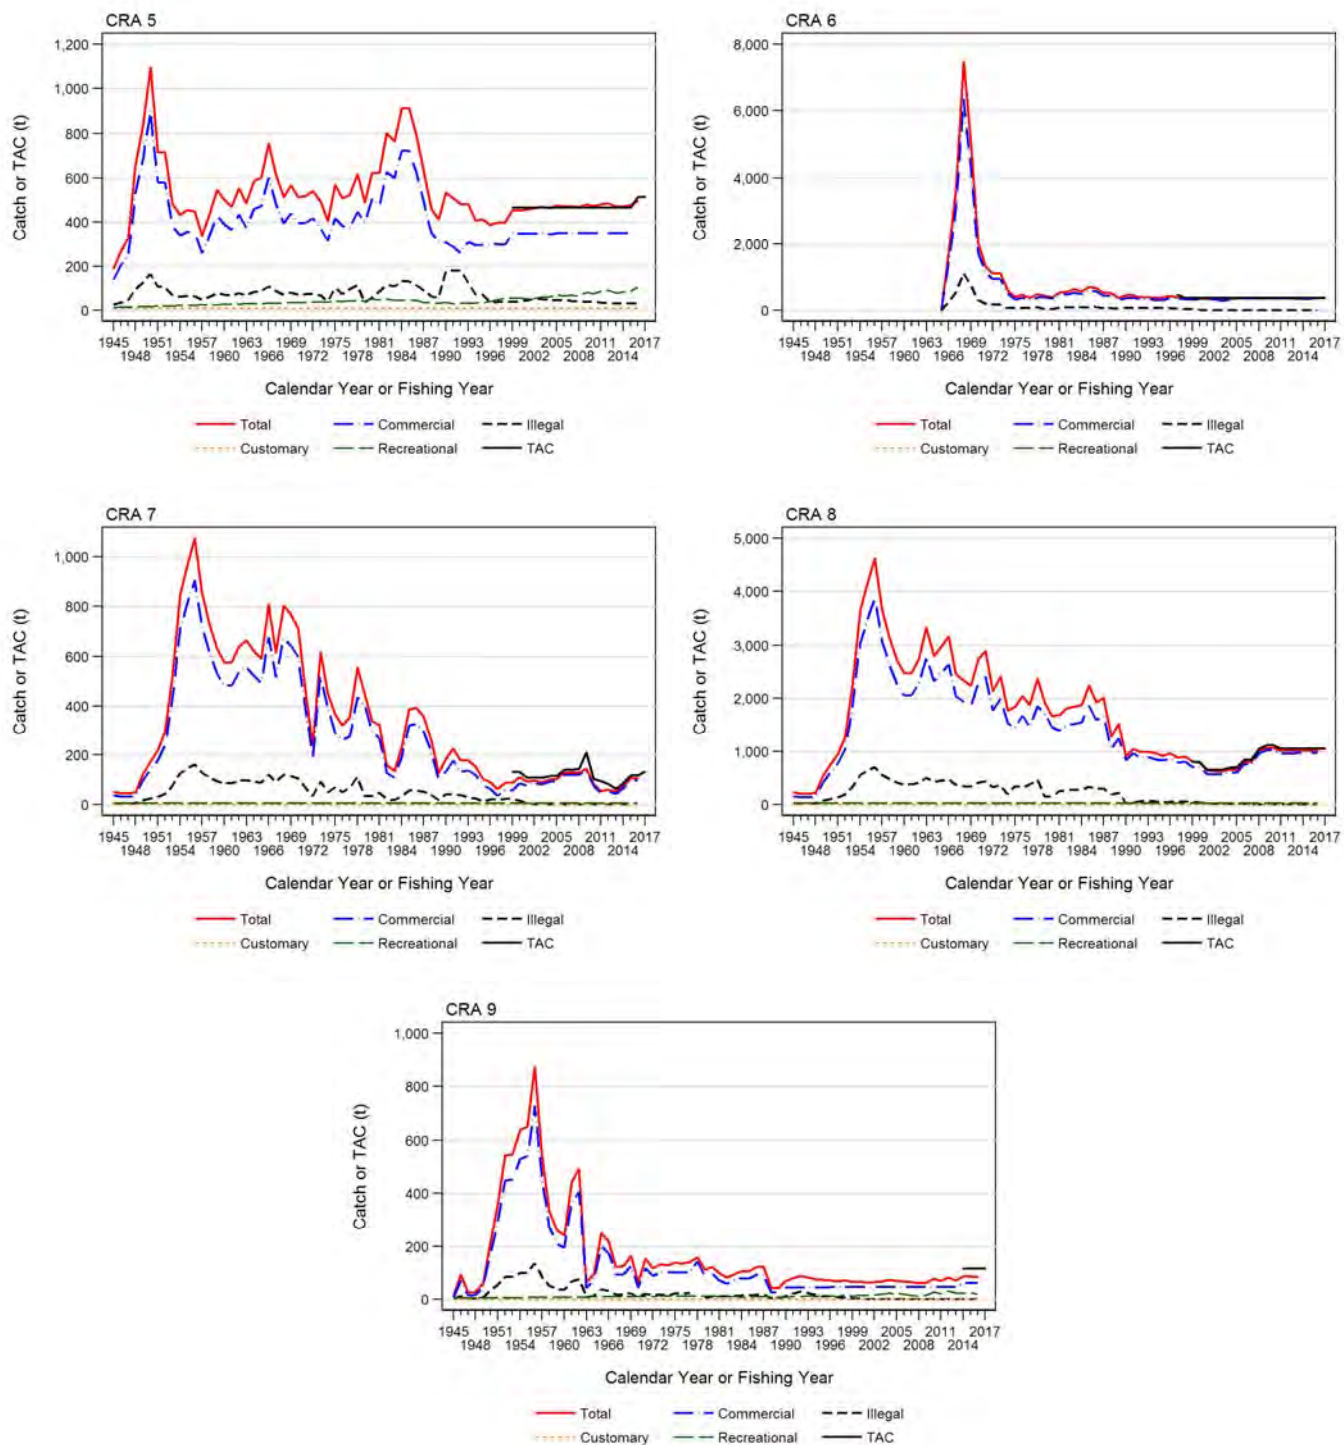 CRA 5
1,200
1,000
800
600
400
200
0
Catch or TAC (t)
1945 1951 1957 1963 1969 1975 1981 1987 1993 1999 2005 2011 2017
1948 1954 1960 1966 1972 1978 1984 1990 1996 2002 2008 2014
Calendar Year or Fishing Year
Total Commercial Illegal
Customary Recreational TAC
CRA 6
8,000
6,000
4,000
2,000
0
Catch or TAC (t)
1945 1951 1957 1963 1969 1975 1981 1987 1993 1999 2005 2011 2017
1948 1954 1960 1966 1972 1978 1984 1990 1996 2002 2008 2014
Calendar Year or Fishing Year
Total Commercial Illegal
Customary Recreational TAC
CRA 7
1,000
800
600
400
200
0
Catch or TAC (t)
1945 1951 1957 1963 1969 1975 1981 1987 1993 1999 2005 2011 2017
1948 1954 1960 1966 1972 1978 1984 1990 1996 2002 2008 2014
Calendar Year or Fishing Year
Total Commercial Illegal
Customary Recreational TAC
CRA 8
5,000
4,000
3,000
2,000
1,000
0
Catch or TAC (t)
1945 1951 1957 1963 1969 1975 1981 1987 1993 1999 2005 2011 2017
1948 1954 1960 1966 1972 1978 1984 1990 1996 2002 2008 2014
Calendar Year or Fishing Year
Total Commercial Illegal
Customary Recreational TAC
CRA 9
1,000
800
600
400
200
0
Catch or TAC (t)
1945 1951 1957 1963 1969 1975 1981 1987 1993 1999 2005 2011 2017
1948 1954 1960 1966 1972 1978 1984 1990 1996 2002 2008 2014
Calendar Year or Fishing Year
Total Commercial Illegal
Customary Recreational TAC